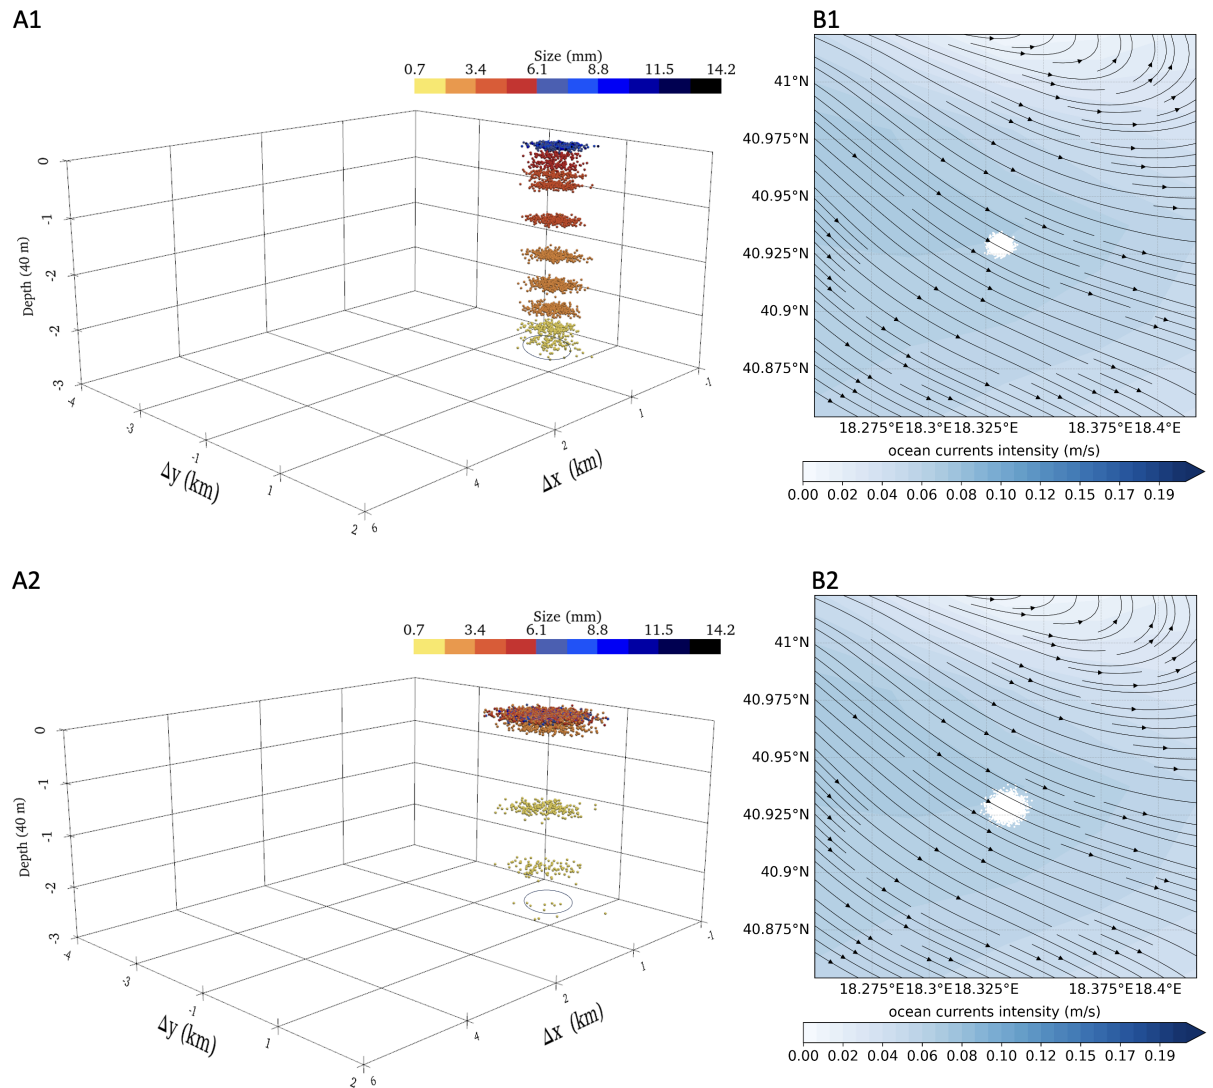 A1
Size (mm)
0.7 3.4 6.1 8.8 11.5 14.2
0
-1
-2
-2
-3
Depth (40 m)
-4
-3
-1
1
2
Δy (km)
6
4
2
1
-1
Δx (km)
B1
41°N
40.975°N
40.95°N
40.925°N
40.9°N
40.875°N
18.275°E 18.3°E 18.325°E 18.375°E 18.4°E
ocean currents intensity (m/s)
0.00 0.02 0.04 0.06 0.08 0.10 0.12 0.15 0.17 0.19
A2
Size (mm)
0.7 3.4 6.1 8.8 11.5 14.2
0
-1
-1
-2
-3
Depth (40 m)
-4
-3
-1
1
2
Δy (km)
6
4
2
1
-1
Δx (km)
B2
41°N
40.975°N
40.95°N
40.925°N
40.9°N
40.875°N
18.275°E 18.3°E 18.325°E 18.375°E 18.4°E
ocean currents intensity (m/s)
0.00 0.02 0.04 0.06 0.08 0.10 0.12 0.15 0.17 0.19